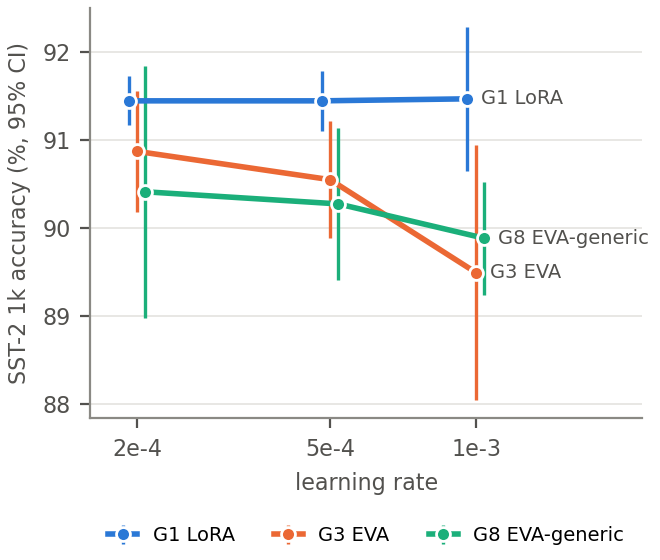 SST-2 1k accuracy (%, 95% CI)
92
91
90
89
88
G1 LoRA
G8 EVA-generic
G3 EVA
2e-4 5e-4 1e-3
learning rate
G1 LoRA G3 EVA G8 EVA-generic